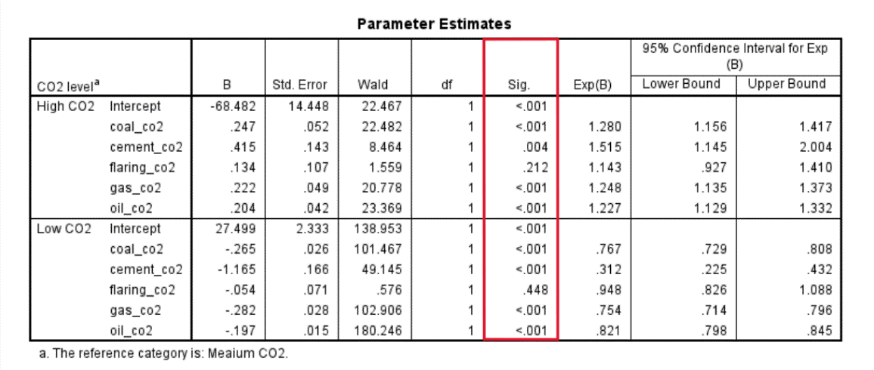 Parameter Estimates
95% Confidence Interval for Exp
(B)
CO2 levelª B Std. Error Wald df Sig. Exp(B) Lower Bound Upper Bound
High CO2 Intercept -68.482 14.448 22.467 1 <.001
coal_co2 .247 .052 22.482 1 <.001 1.280 1.156 1.417
cement_co2 .415 .143 8.464 1 .004 1.515 1.145 2.004
flaring_co2 .134 .107 1.559 1 .212 1.143 .927 1.410
gas_co2 .222 .049 20.778 1 <.001 1.248 1.135 1.373
oil_co2 .204 .042 23.369 1 <.001 1.227 1.129 1.332
Low CO2 Intercept 27.499 2.333 138.953 1 <.001
coal_co2 -.265 .026 101.467 1 <.001 .767 .729 .808
cement_co2 -1.165 .166 49.145 1 <.001 .312 .225 .432
flaring_co2 -.054 .071 .576 1 .448 .948 .826 1.088
gas_co2 -.282 .028 102.906 1 <.001 .754 .714 .796
oil_co2 -.197 .015 180.246 1 <.001 .821 .798 .845
a. The reference category is: Meaium CO2.